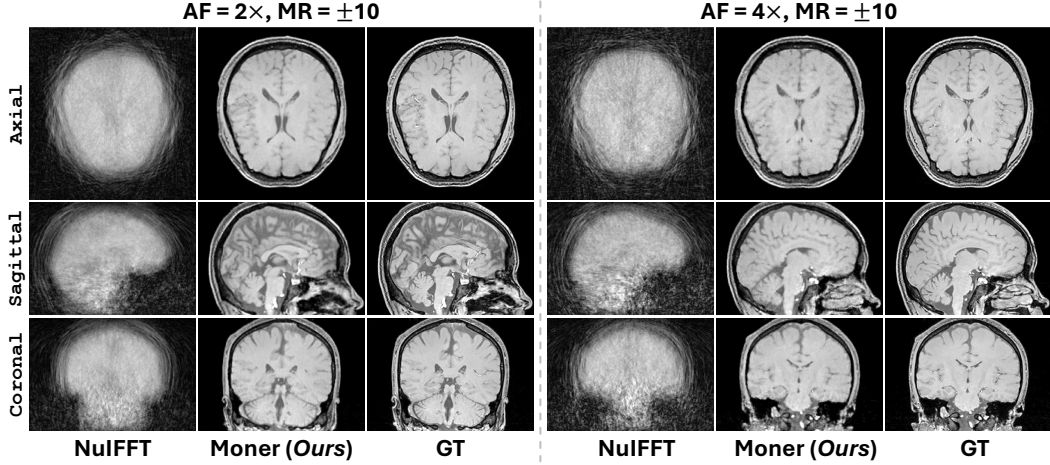 AF = 2×, MR = ±10
AF = 4×, MR = ±10
Axial
Sagittal
Coronal
NuIFFT
Moner (Ours)
GT
NuIFFT
Moner (Ours)
GT